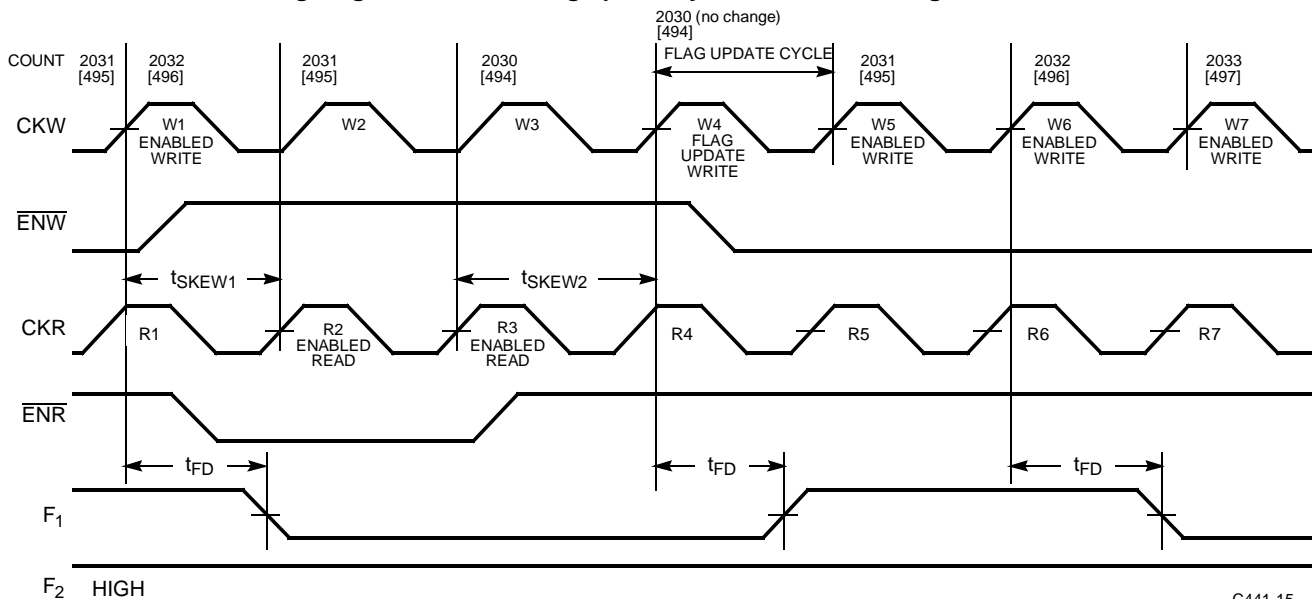 2030 (no change)
[494]
COUNT 2031 2032 2031 2030 FLAG UPDATE CYCLE 2031 2032 2033
[495] [496] [495] [494] [495] [496] [497]
CKW W1 W2 W3 W4 W5 W6 W7
ENABLED WRITE
FLAG UPDATE WRITE
ENABLED WRITE
ENABLED WRITE
ENABLED WRITE
ENW
tSKEW1 tSKEW2
CKR R1 R2 R3 R4 R5 R6 R7
ENABLED READ
ENABLED READ
ENR
tFD tFD tFD
F1
F2 HIGH